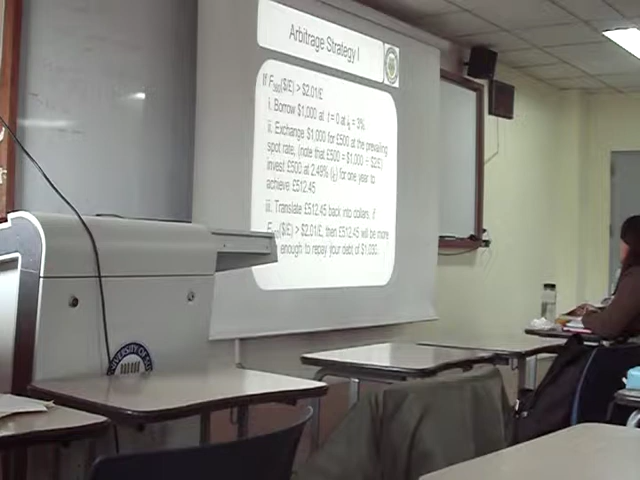 Arbitrage Strategy I
If F₃₆₀($/£) > $2.01/£
i. Borrow $1,000 at t = 0 at i$ = 3%.
ii. Exchange $1,000 for £500 at the prevailing
spot rate, (note that £500 = $1,000 ÷ $2/£)
invest £500 at 2.49% (i£) for one year to
achieve £512.45
iii. Translate £512.45 back into dollars, if
($/£) > $2.01/£, then £512.45 will be more
enough to repay your debt of $1,030.
UNIVERSITY OF